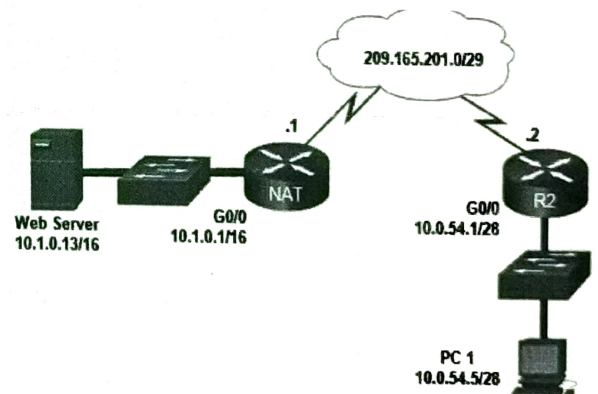 209.165.201.0/29
.1
.2
NAT
R2
G0/0
10.1.0.1/16
Web Server
10.1.0.13/16
G0/0
10.0.54.1/28
PC 1
10.0.54.5/28